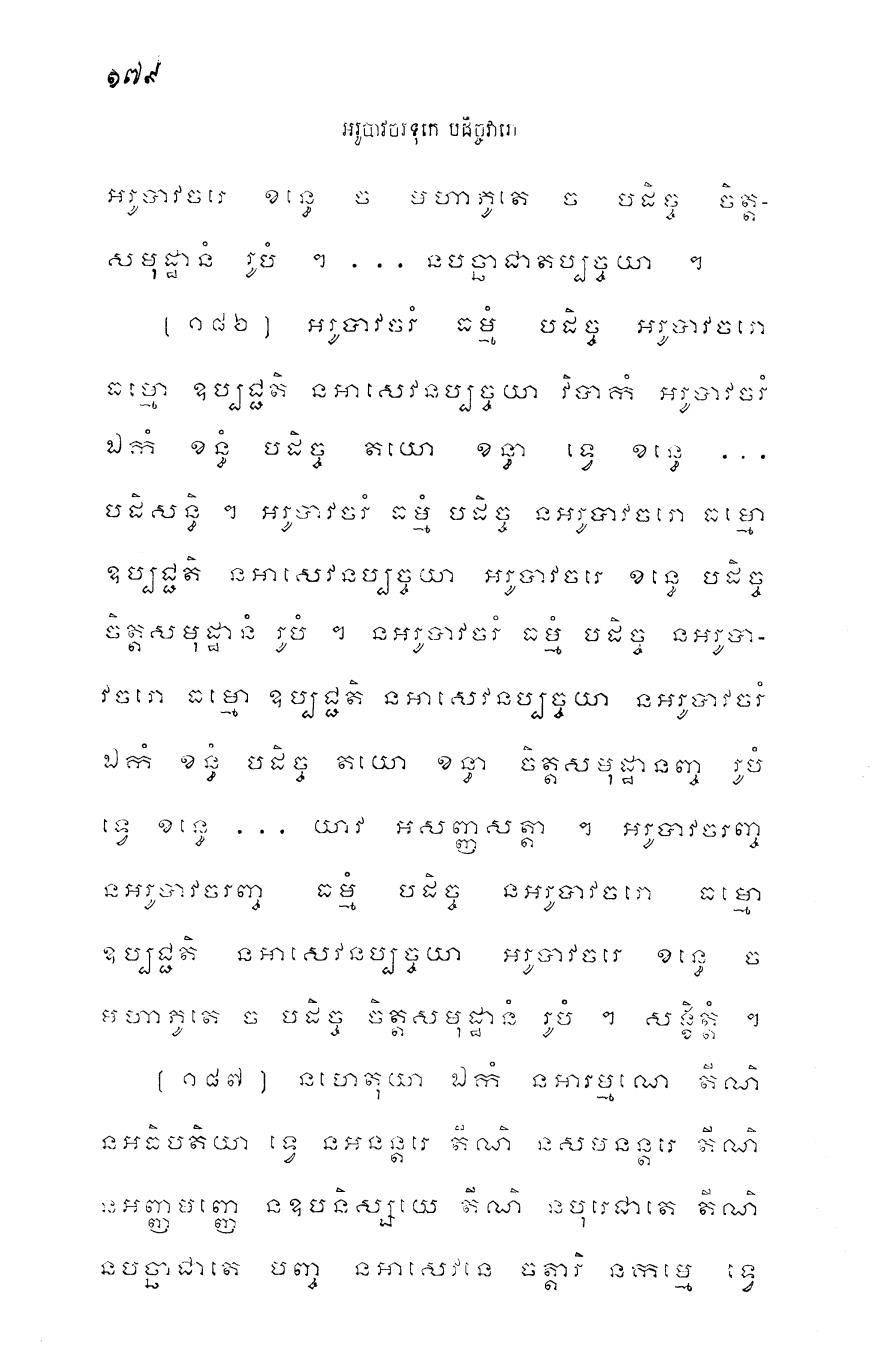 ១៧៩
អរូបាវចរទុកេ បដិច្ចវារោ
អរូបាវចរេ ខន្ធេ ច មហាភូតេ ច បដិច្ច ចិត្ត-
សមុដ្ឋានំ រូបំ ។ ... នបច្ឆាជាតប្បច្ចយា ។
[១៨៦] អរូបាវចរំ ធម្មំ បដិច្ច អរូបាវចរោ
ធម្មោ ឧប្បជ្ជតិ នអាសេវនប្បច្ចយា វិបាកំ អរូបាវចរំ
ឯកំ ខន្ធំ បដិច្ច តយោ ខន្ធា ទ្វេ ខន្ធេ ...
បដិសន្ធិ ។ អរូបាវចរំ ធម្មំ បដិច្ច នអរូបាវចរោ ធម្មោ
ឧប្បជ្ជតិ នអាសេវនប្បច្ចយា អរូបាវចរេ ខន្ធេ បដិច្ច
ចិត្តសមុដ្ឋានំ រូបំ ។ នអរូបាវចរំ ធម្មំ បដិច្ច នអរូបា-
វចរោ ធម្មោ ឧប្បជ្ជតិ នអាសេវនប្បច្ចយា នអរូបាវចរំ
ឯកំ ខន្ធំ បដិច្ច តយោ ខន្ធា ចិត្តសមុដ្ឋានញ្ច រូបំ
ទ្វេ ខន្ធេ ... យាវ អសញ្ញសត្តា ។ អរូបាវចរញ្ច
នអរូបាវចរញ្ច ធម្មំ បដិច្ច នអរូបាវចរោ ធម្មោ
ឧប្បជ្ជតិ នអាសេវនប្បច្ចយា អរូបាវចរេ ខន្ធេ ច
មហាភូតេ ច បដិច្ច ចិត្តសមុដ្ឋានំ រូបំ ។ សង្ខិត្តំ ។
[១៨៧] នហេតុយា ឯកំ នអារម្មណេ តីណិ
នអធិបតិយា ទ្វេ នអនន្តរេ តីណិ នសមនន្តរេ តីណិ
នអញ្ញមញ្ញេ នឧបនិស្សយេ តីណិ នបុរេជាតេ តីណិ
នបច្ឆាជាតេ បញ្ច នអាសេវនេ ចត្តារិ នកម្មេ ទ្វេ